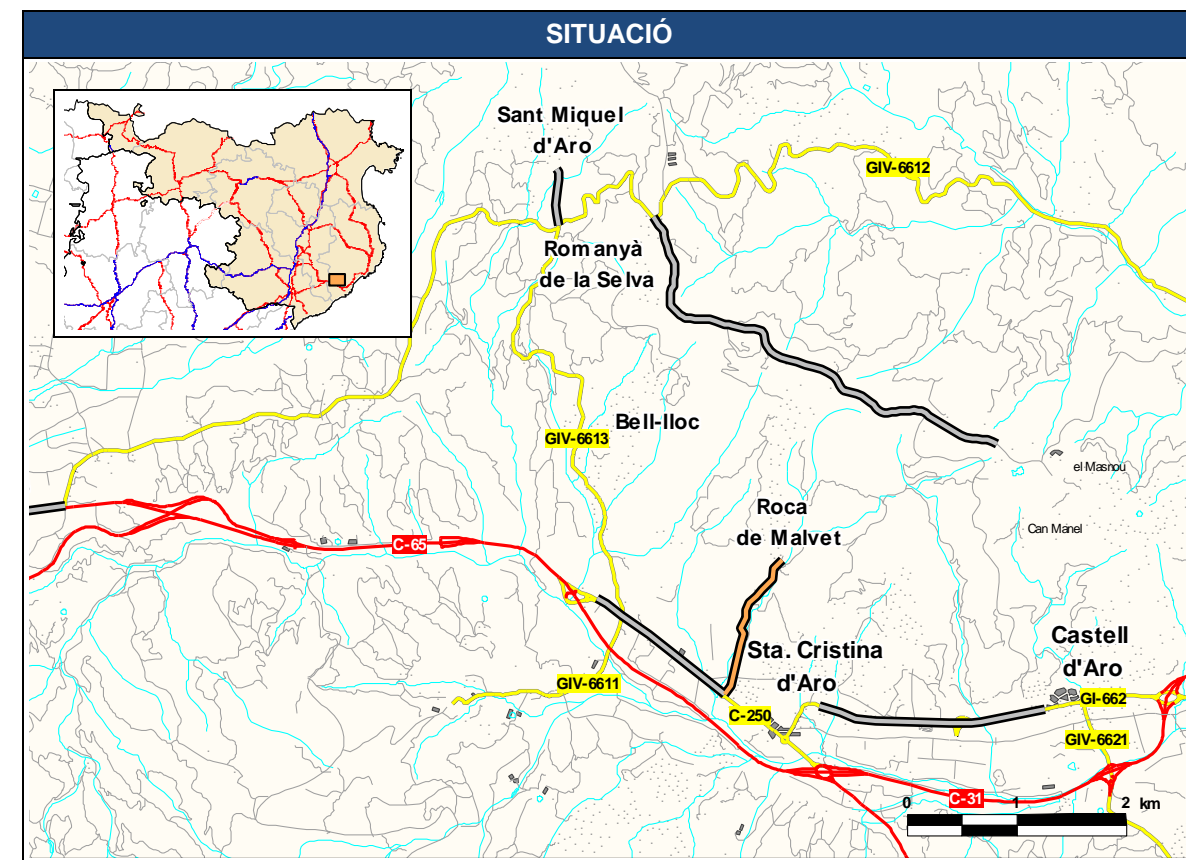 SITUACIÓ
Sant Miquel
d'Aro
GIV-6612
Romanyà
de la Selva
Bell-lloc
GIV-6613
el Masnou
Roca
de Malvet
Can Manel
C-65
Sta. Cristina
d'Aro
Castell
d'Aro
GIV-6611
GI-662
C-250
GIV-6621
C-31
0 1 2 km